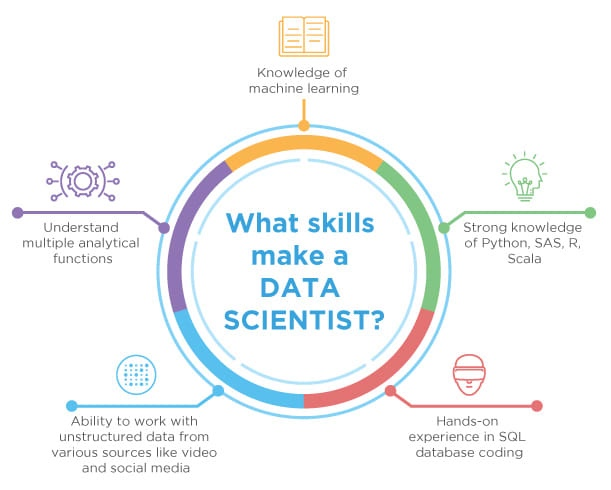 Knowledge of
machine learning
Understand
multiple analytical
functions
What skills
make a
DATA
SCIENTIST?
Strong knowledge
of Python, SAS, R,
Scala
Ability to work with
unstructured data from
various sources like video
and social media
Hands-on
experience in SQL
database coding